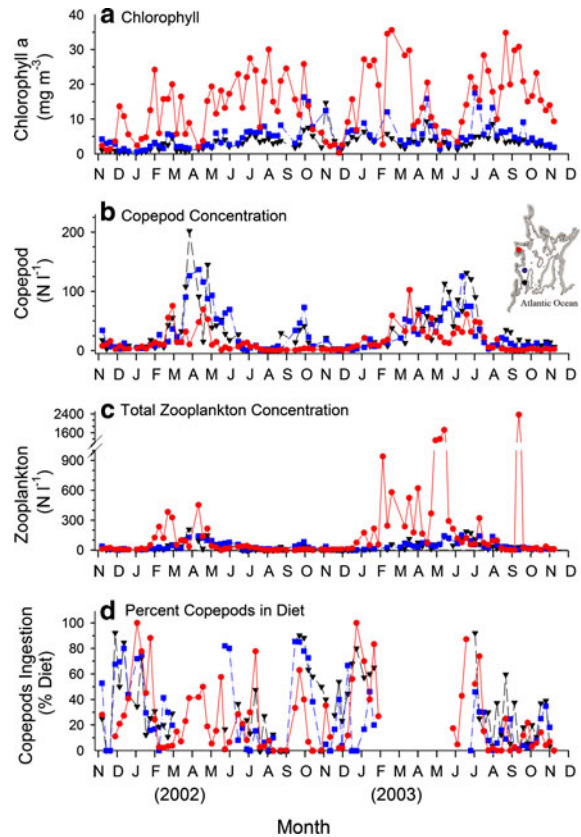 a Chlorophyll
Chlorophyll a
(mg m-3)
40
30
20
10
0
N D J F M A M J J A S O N D J F M A M J J A S O N D
b Copepod Concentration
Copepod
(N l-1)
200
100
0
Atlantic Ocean
N D J F M A M J J A S O N D J F M A M J J A S O N D
c Total Zooplankton Concentration
Zooplankton
(N l-1)
2400
1600
900
600
300
0
N D J F M A M J J A S O N D J F M A M J J A S O N D
d Percent Copepods in Diet
Copepods Ingestion
(% Diet)
100
80
60
40
20
0
N D J F M A M J J A S O N D J F M A M J J A S O N D
(2002) (2003)
Month